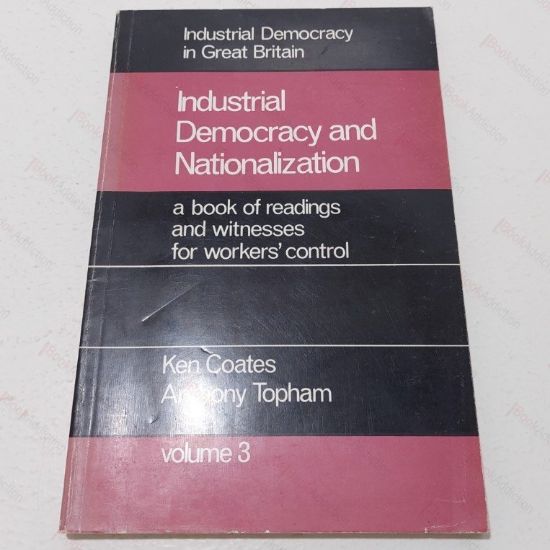 Industrial Democracy
in Great Britain
Industrial
Democracy and
Nationalization
a book of readings
and witnesses
for workers' control
Ken Coates
Anthony Topham
volume 3